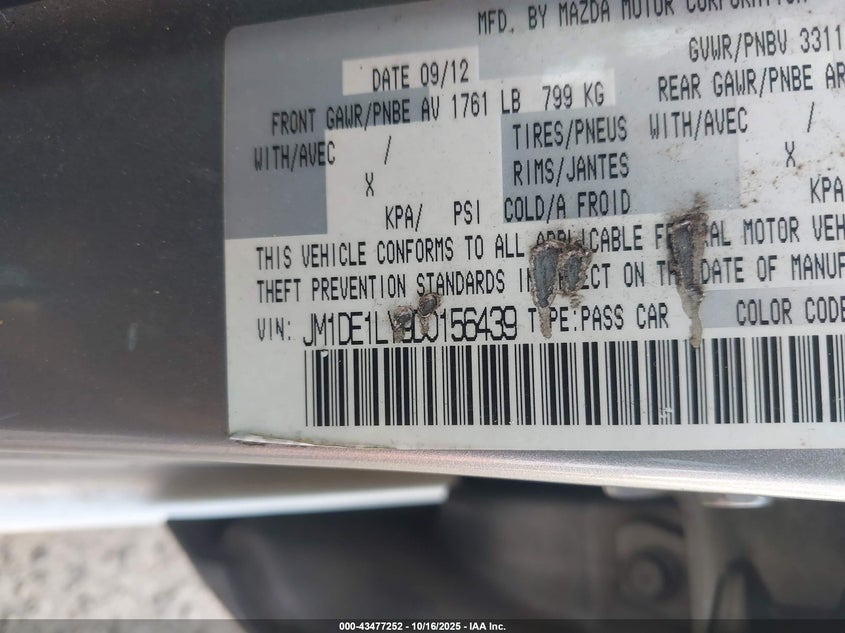 MFD. BY MAZDA MOTOR CORPORATION
DATE 09/12
GVWR/PNBV 3311
FRONT GAWR/PNBE AV 1761 LB 799 KG
REAR GAWR/PNBE AR
WITH/AVEC /
TIRES/PNEUS
WITH/AVEC /
X
RIMS/JANTES
X
KPA/ PSI
COLD/A FROID
KPA
THIS VEHICLE CONFORMS TO ALL APPLICABLE FEDERAL MOTOR VEH
THEFT PREVENTION STANDARDS IN EFFECT ON THE DATE OF MANUF
VIN: JM1DE1LY9D0156439 TYPE:PASS CAR COLOR CODE
000-43477252 | 10/16/2025 | IAA Inc.